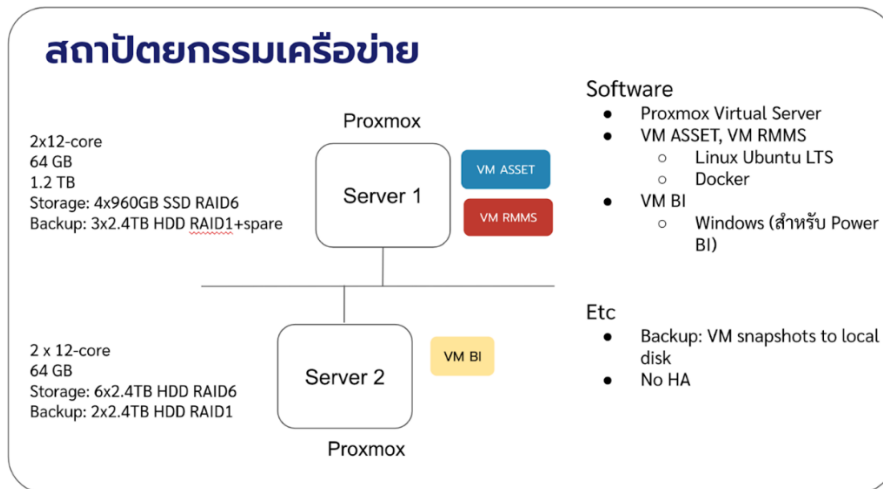 สถาปัตยกรรมเครือข่าย
Proxmox
2x12-core
64 GB
1.2 TB
Storage: 4x960GB SSD RAID6
Backup: 3x2.4TB HDD RAID1+spare
Server 1
VM ASSET
VM RMMS
2 x 12-core
64 GB
Storage: 6x2.4TB HDD RAID6
Backup: 2x2.4TB HDD RAID1
Server 2
VM BI
Proxmox
Software
● Proxmox Virtual Server
● VM ASSET, VM RMMS
○ Linux Ubuntu LTS
○ Docker
● VM BI
○ Windows (สำหรับ Power
BI)
Etc
● Backup: VM snapshots to local
disk
● No HA